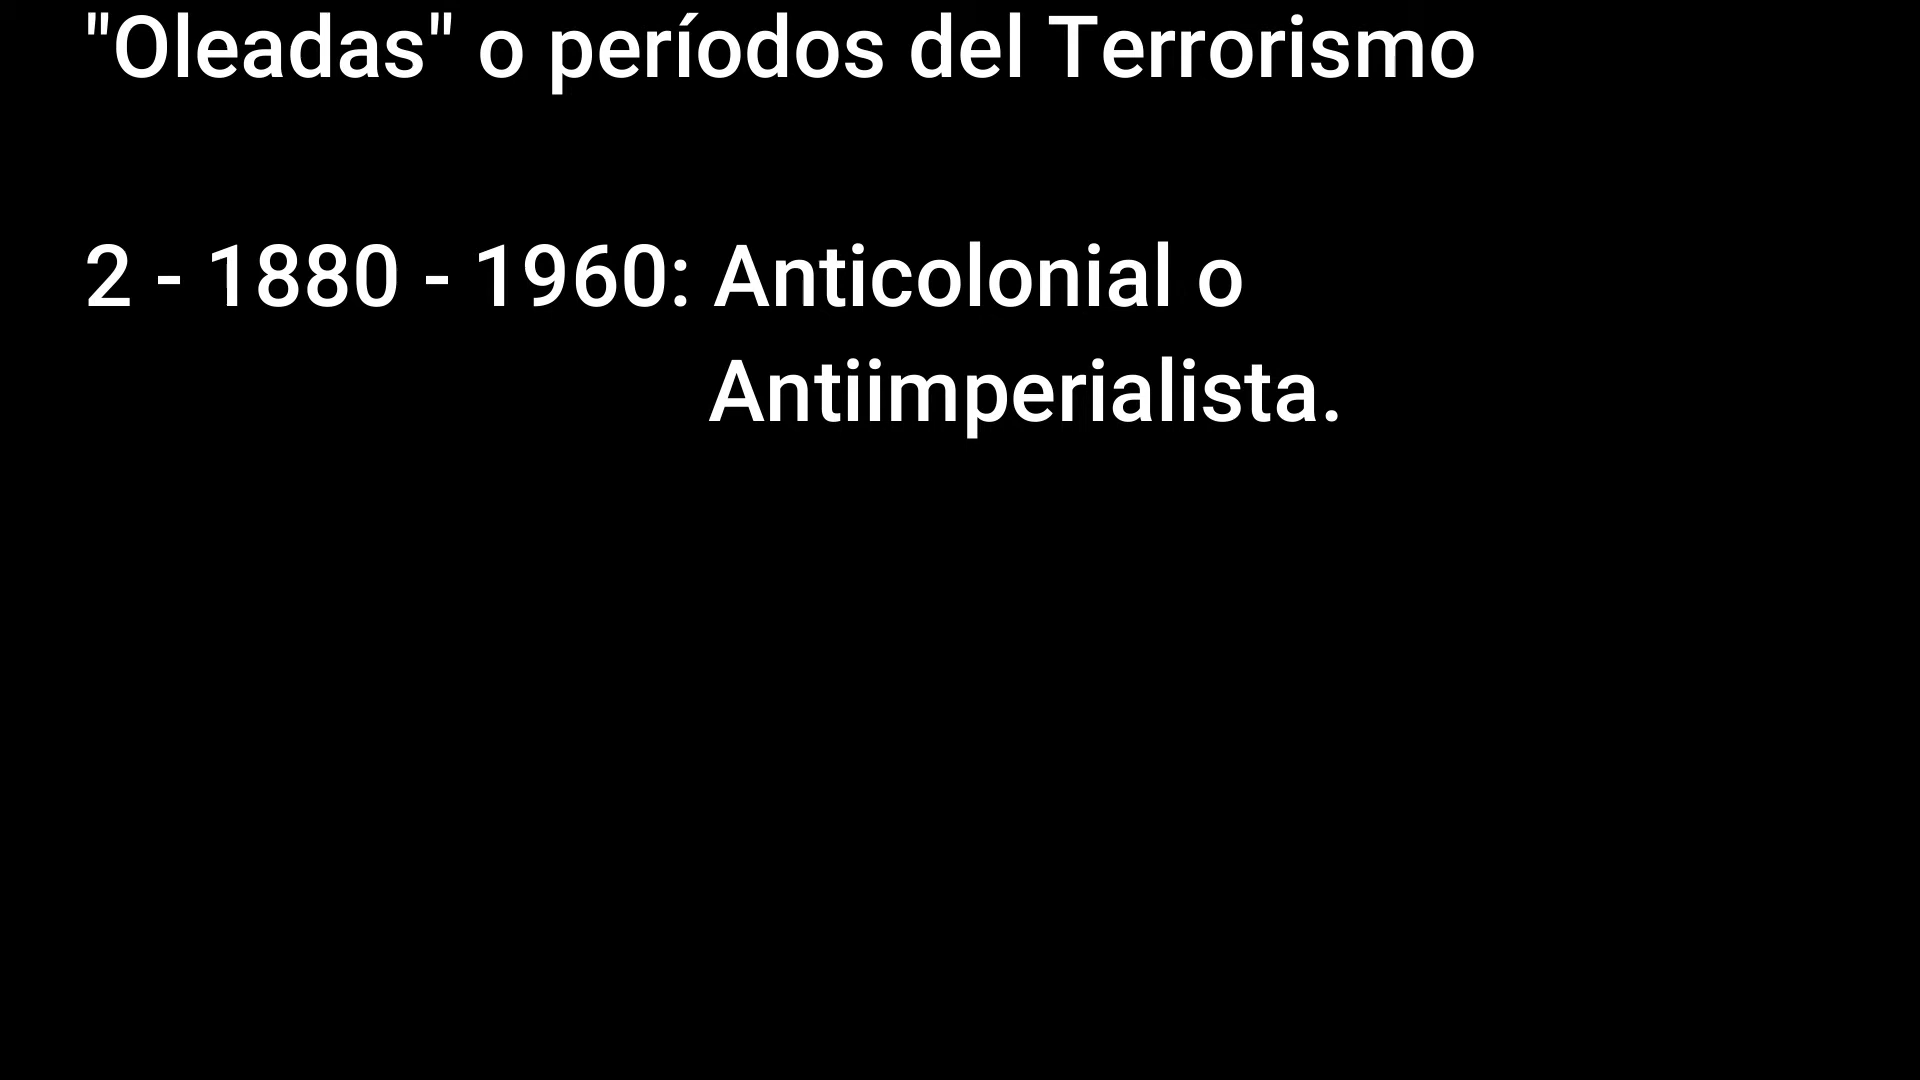 "Oleadas" o períodos del Terrorismo
2 - 1880 - 1960: Anticolonial o
Antiimperialista.